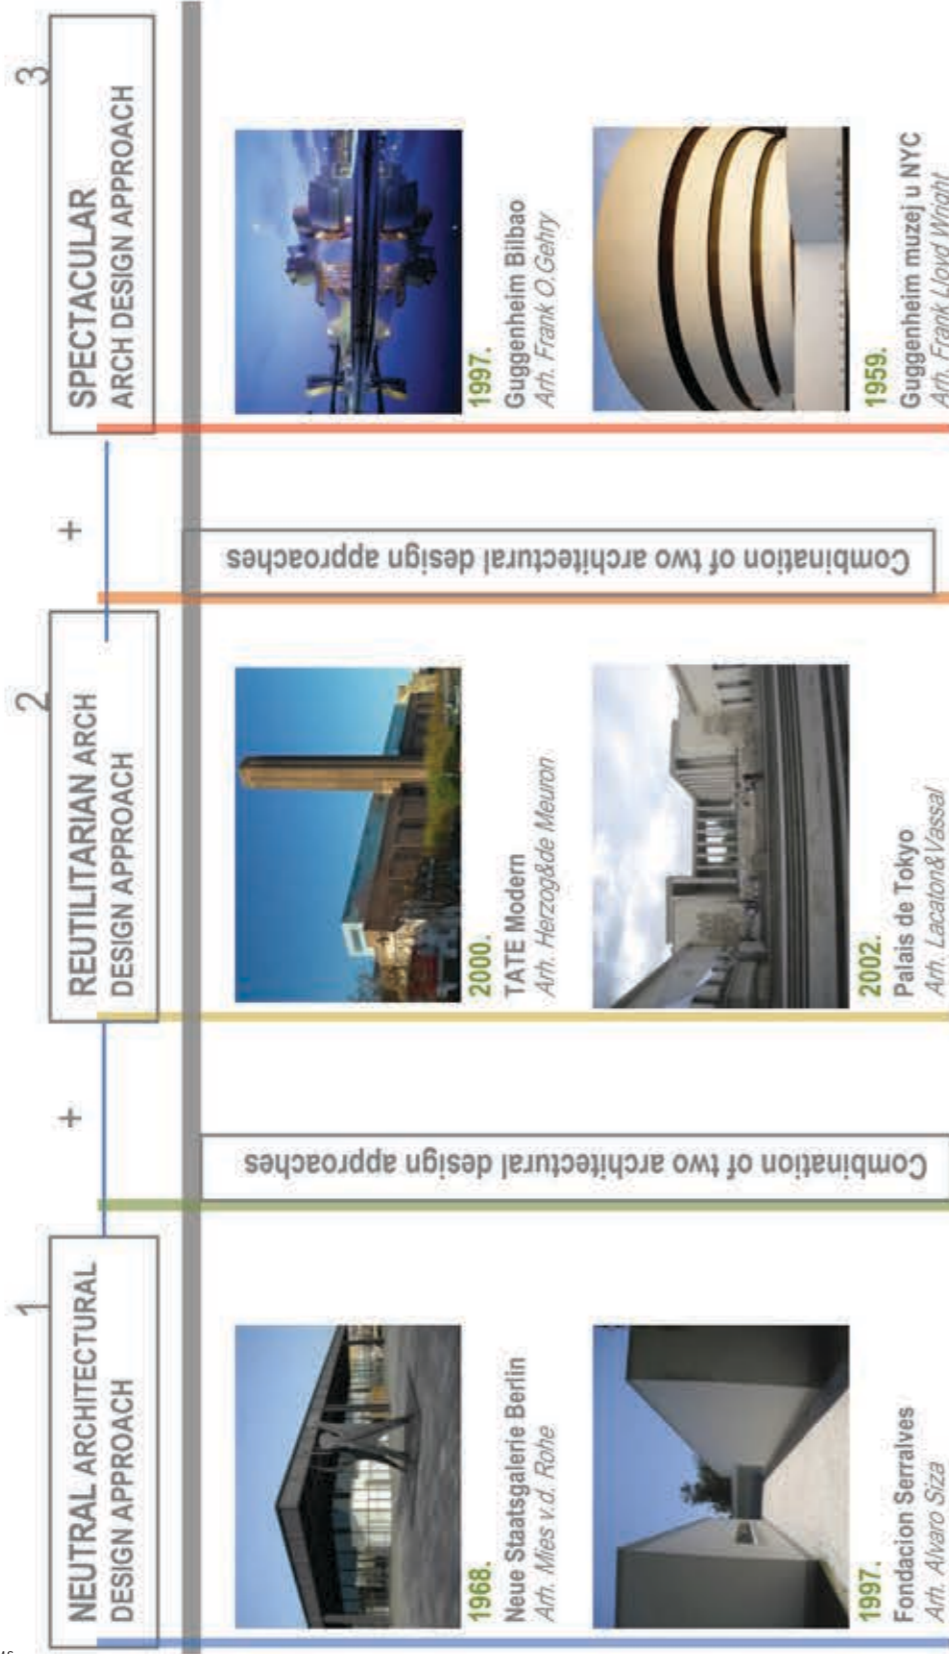 1
NEUTRAL ARCHITECTURAL
DESIGN APPROACH
+
2
REUTILITARIAN ARCH
DESIGN APPROACH
+
3
SPECTACULAR
ARCH DESIGN APPROACH
1968.
Neue Staatsgalerie Berlin
Arh. Mies v.d. Rohe
1997.
Fondacion Serralves
Arh. Alvaro Siza
Combination of two architectural design approaches
2000.
TATE Modern
Arh. Herzog&de Meuron
2002.
Palais de Tokyo
Arh. Lacaton&Vassal
Combination of two architectural design approaches
1997.
Guggenheim Bilbao
Arh. Frank O.Gehry
1959.
Guggenheim muzej u NYC
Arh. Frank Lloyd Wright